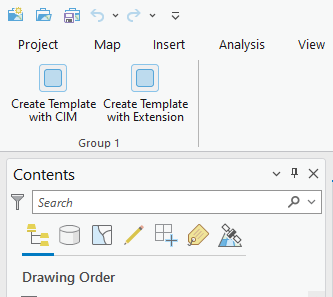 Project Map Insert Analysis View
Create Template Create Template
with CIM with Extension
Group 1
Contents
Search
Drawing Order